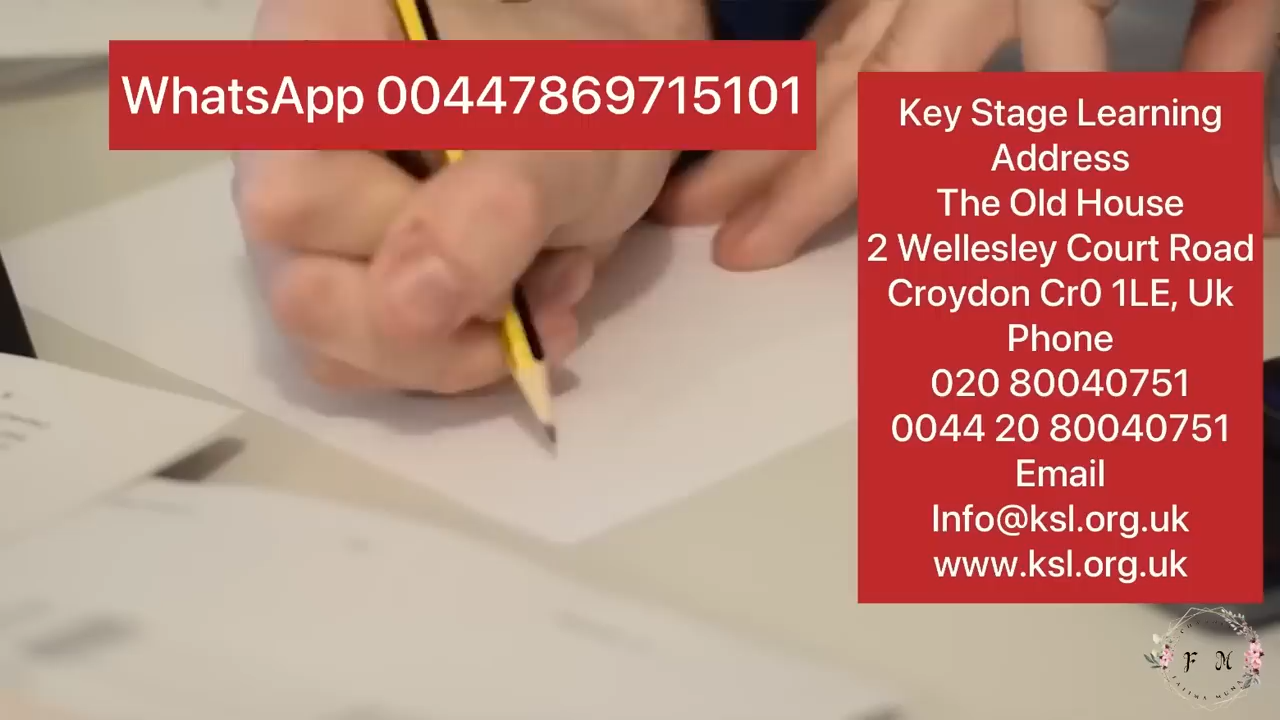 WhatsApp 00447869715101
Key Stage Learning
Address
The Old House
2 Wellesley Court Road
Croydon Cr0 1LE, Uk
Phone
020 80040751
0044 20 80040751
Email
Info@ksl.org.uk
www.ksl.org.uk
F M